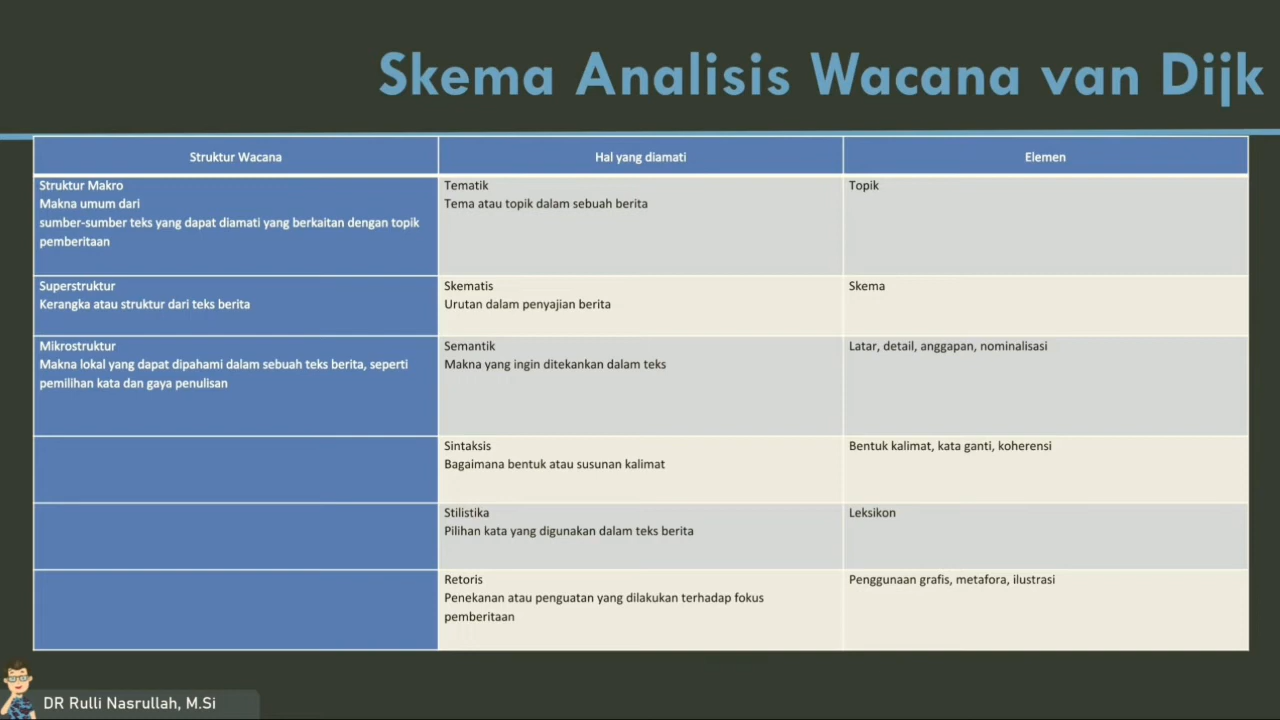 Skema Analisis Wacana van Dijk
Struktur Wacana
Hal yang diamati
Elemen
Struktur Makro
Makna umum dari
sumber-sumber teks yang dapat diamati yang berkaitan dengan topik
pemberitaan
Tematik
Tema atau topik dalam sebuah berita
Topik
Superstruktur
Kerangka atau struktur dari teks berita
Skematis
Urutan dalam penyajian berita
Skema
Mikrostruktur
Makna lokal yang dapat dipahami dalam sebuah teks berita, seperti
pemilihan kata dan gaya penulisan
Semantik
Makna yang ingin ditekankan dalam teks
Latar, detail, anggapan, nominalisasi
Sintaksis
Bagaimana bentuk atau susunan kalimat
Bentuk kalimat, kata ganti, koherensi
Stilistika
Pilihan kata yang digunakan dalam teks berita
Leksikon
Retoris
Penekanan atau penguatan yang dilakukan terhadap fokus
pemberitaan
Penggunaan grafis, metafora, ilustrasi
DR Rulli Nasrullah, M.Si